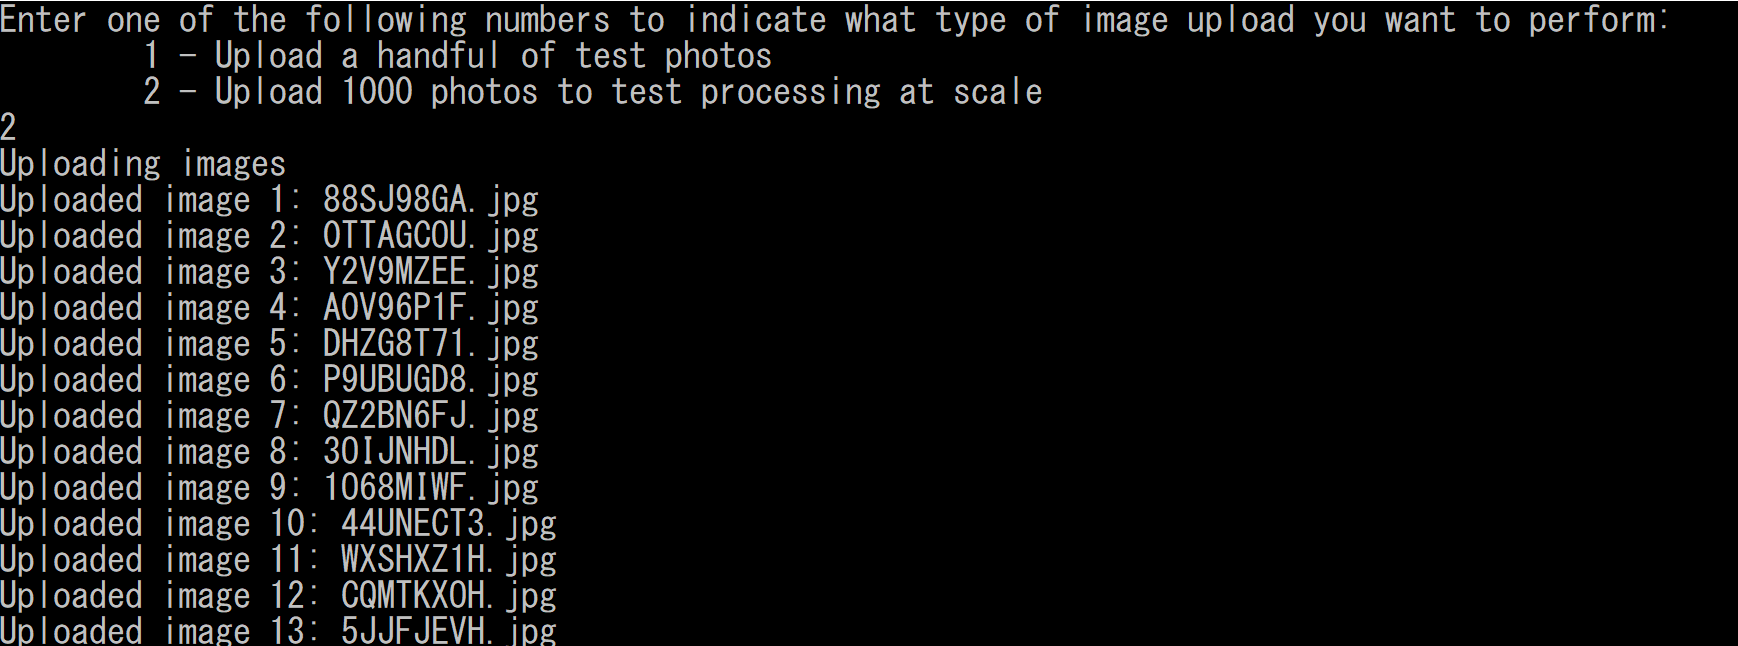 Enter one of the following numbers to indicate what type of image upload you want to perform:
1 - Upload a handful of test photos
2 - Upload 1000 photos to test processing at scale
2
Uploading images
Uploaded image 1: 88SJ98GA.jpg
Uploaded image 2: 0TTAGCOU.jpg
Uploaded image 3: Y2V9MZEE.jpg
Uploaded image 4: A0V96P1F.jpg
Uploaded image 5: DHZG8T71.jpg
Uploaded image 6: P9UBUGD8.jpg
Uploaded image 7: QZ2BN6FJ.jpg
Uploaded image 8: 3OIJNHDL.jpg
Uploaded image 9: 1068MIWF.jpg
Uploaded image 10: 44UNECT3.jpg
Uploaded image 11: WXSHXZ1H.jpg
Uploaded image 12: CQMTKXOH.jpg
Uploaded image 13: 5JJFJEVH.jpg